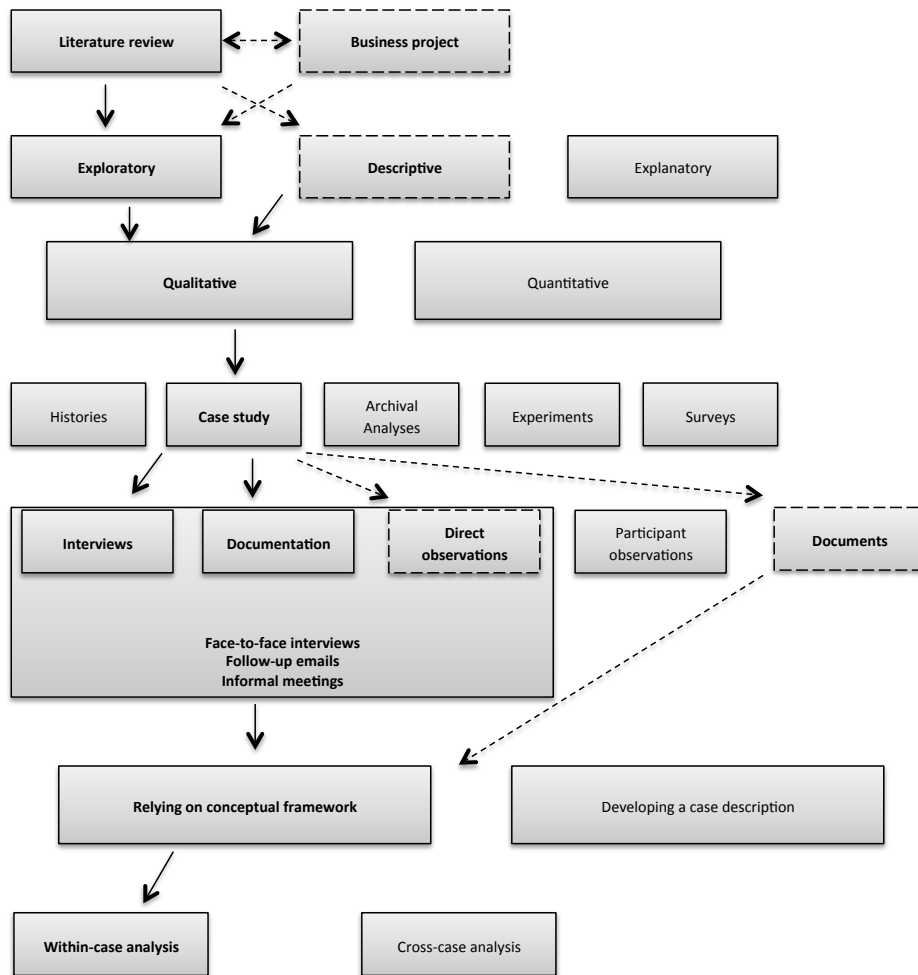 Literature review
Business project
Exploratory
Descriptive
Explanatory
Qualitative
Quantitative
Histories
Case study
Archival
Analyses
Experiments
Surveys
Interviews
Documentation
Direct
observations
Participant
observations
Documents
Face-to-face interviews
Follow-up emails
Informal meetings
Relying on conceptual framework
Developing a case description
Within-case analysis
Cross-case analysis